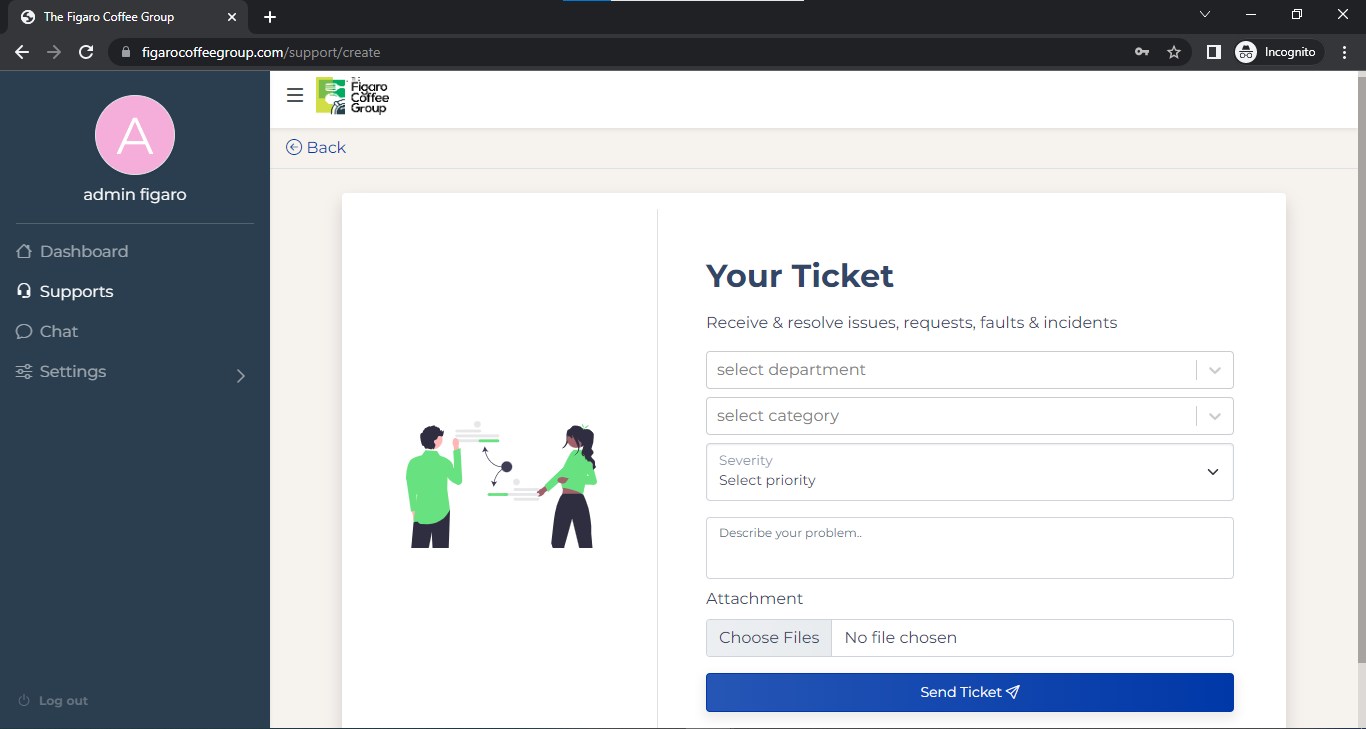 The Figaro Coffee Group
figarocoffeegroup.com/support/create
Incognito
A
admin figaro
Dashboard
Supports
Chat
Settings
Log out
The
Figaro
Coffee
Group
Back
Your Ticket
Receive & resolve issues, requests, faults & incidents
select department
select category
Severity
Select priority
Describe your problem..
Attachment
Choose Files No file chosen
Send Ticket